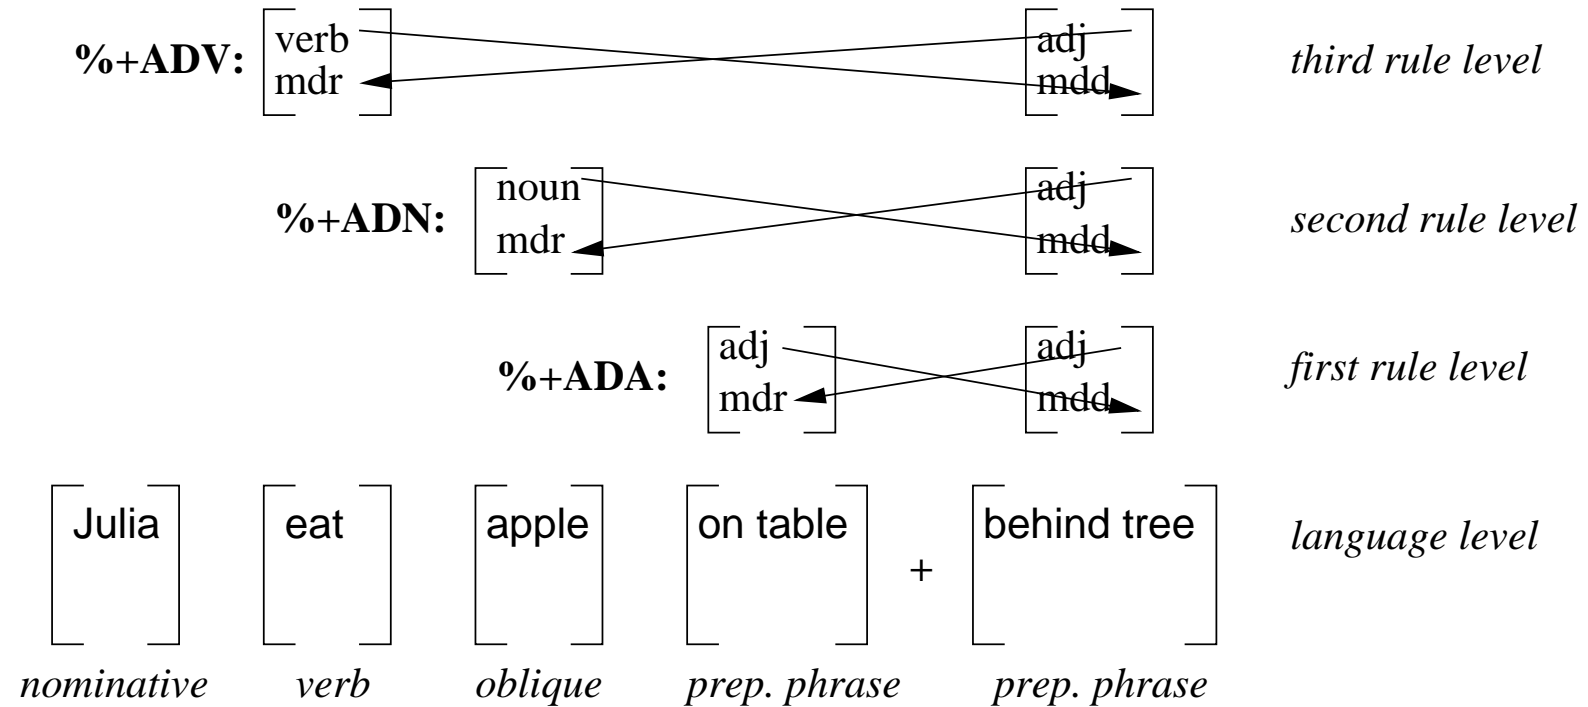 %+ADV: verb adj third rule level
mdr mdd
%+ADN: noun adj second rule level
mdr mdd
%+ADA: adj adj first rule level
mdr mdd
Julia eat apple on table + behind tree language level
nominative verb oblique prep. phrase prep. phrase